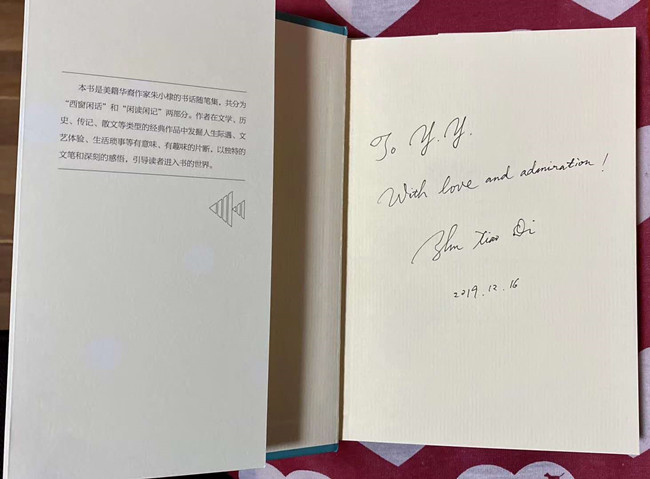 本书是美籍华裔作家朱小棣的书话随笔集，共分为
“西窗闲话”和“闲读闲记”两部分。作者在文学、历
史、传记、散文等类型的经典作品中发掘人生际遇、文
艺体验、生活琐事等有意味、有趣味的片断，以独特的
文笔和深刻的感悟，引导读者进入书的世界。
To Y.Y.
With love and admiration!
Zhu Xiao Di
2019.12.16